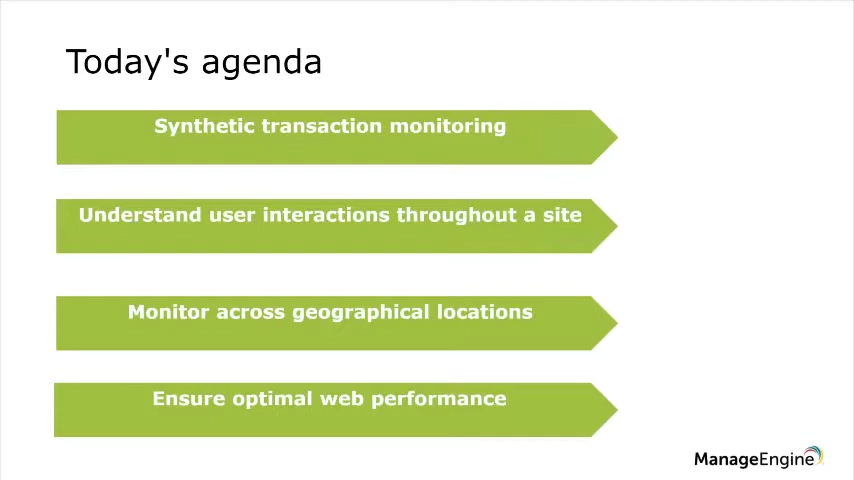 Today's agenda
Synthetic transaction monitoring
Understand user interactions throughout a site
Monitor across geographical locations
Ensure optimal web performance
ManageEngine